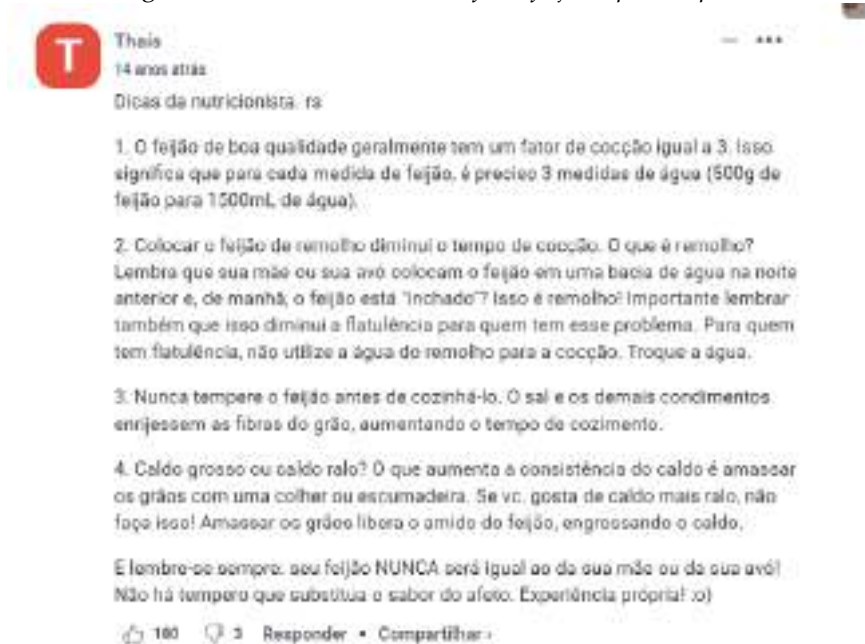 T
Thais
14 anos atrás
Dicas da nutricionista. rs
1. O feijão de boa qualidade geralmente tem um fator de cocção igual a 3. Isso
significa que para cada medida de feijão, é preciso 3 medidas de água (500g de
feijão para 1500mL de água).
2. Colocar o feijão de remolho diminui o tempo de cocção. O que é remolho?
Lembra que sua mãe ou sua avó colocam o feijão em uma bacia de água na noite
anterior e, de manhã, o feijão está "inchado"? Isso é remolho! Importante lembrar
também que isso diminui a flatulência para quem tem esse problema. Para quem
tem flatulência, não utilize a água do remolho para a cocção. Troque a água.
3. Nunca tempere o feijão antes de cozinhá-lo. O sal e os demais condimentos
enrijessem as fibras do grão, aumentando o tempo de cozimento.
4. Caldo grosso ou caldo ralo? O que aumenta a consistência do caldo é amassar
os grãos com uma colher ou escumadeira. Se vc. gosta de caldo mais ralo, não
faça isso! Amassar os grãos libera o amido do feijão, engrossando o caldo.
E lembre-se sempre: seu feijão NUNCA será igual ao da sua mãe ou da sua avó!
Não há tempero que substitua o sabor do afeto. Experiência própria! :o)
180 3 Responder • Compartilhar ›